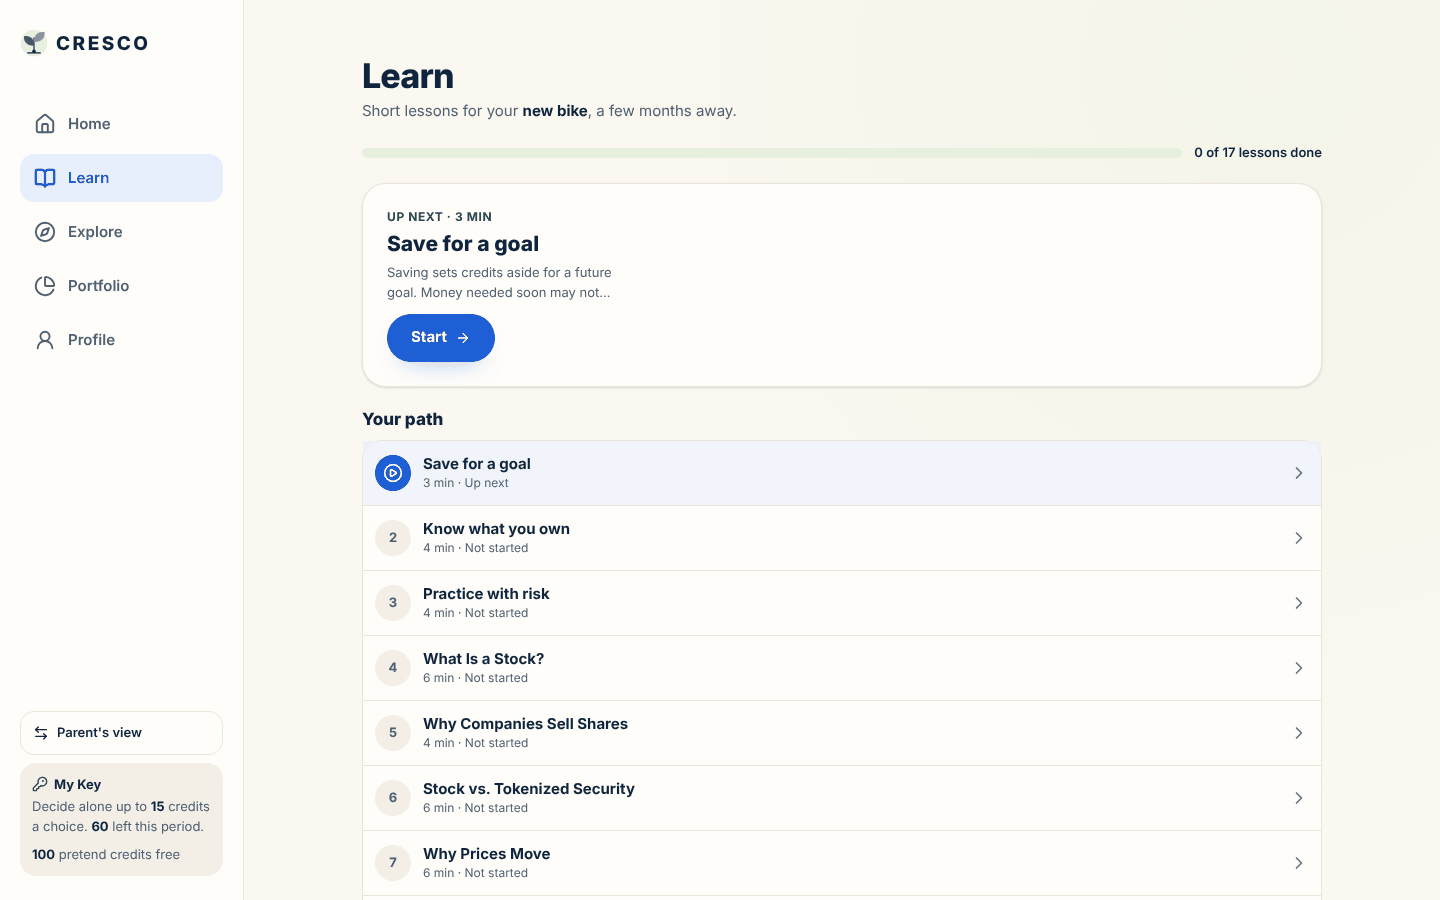 CRESCO
Home
Learn
Explore
Portfolio
Profile
Parent's view
My Key
Decide alone up to 15 credits
a choice. 60 left this period.
100 pretend credits free
Learn
Short lessons for your new bike, a few months away.
0 of 17 lessons done
UP NEXT · 3 MIN
Save for a goal
Saving sets credits aside for a future
goal. Money needed soon may not...
Start
Your path
Save for a goal
3 min · Up next
2
Know what you own
4 min · Not started
3
Practice with risk
4 min · Not started
4
What Is a Stock?
6 min · Not started
5
Why Companies Sell Shares
4 min · Not started
6
Stock vs. Tokenized Security
6 min · Not started
7
Why Prices Move
6 min · Not started